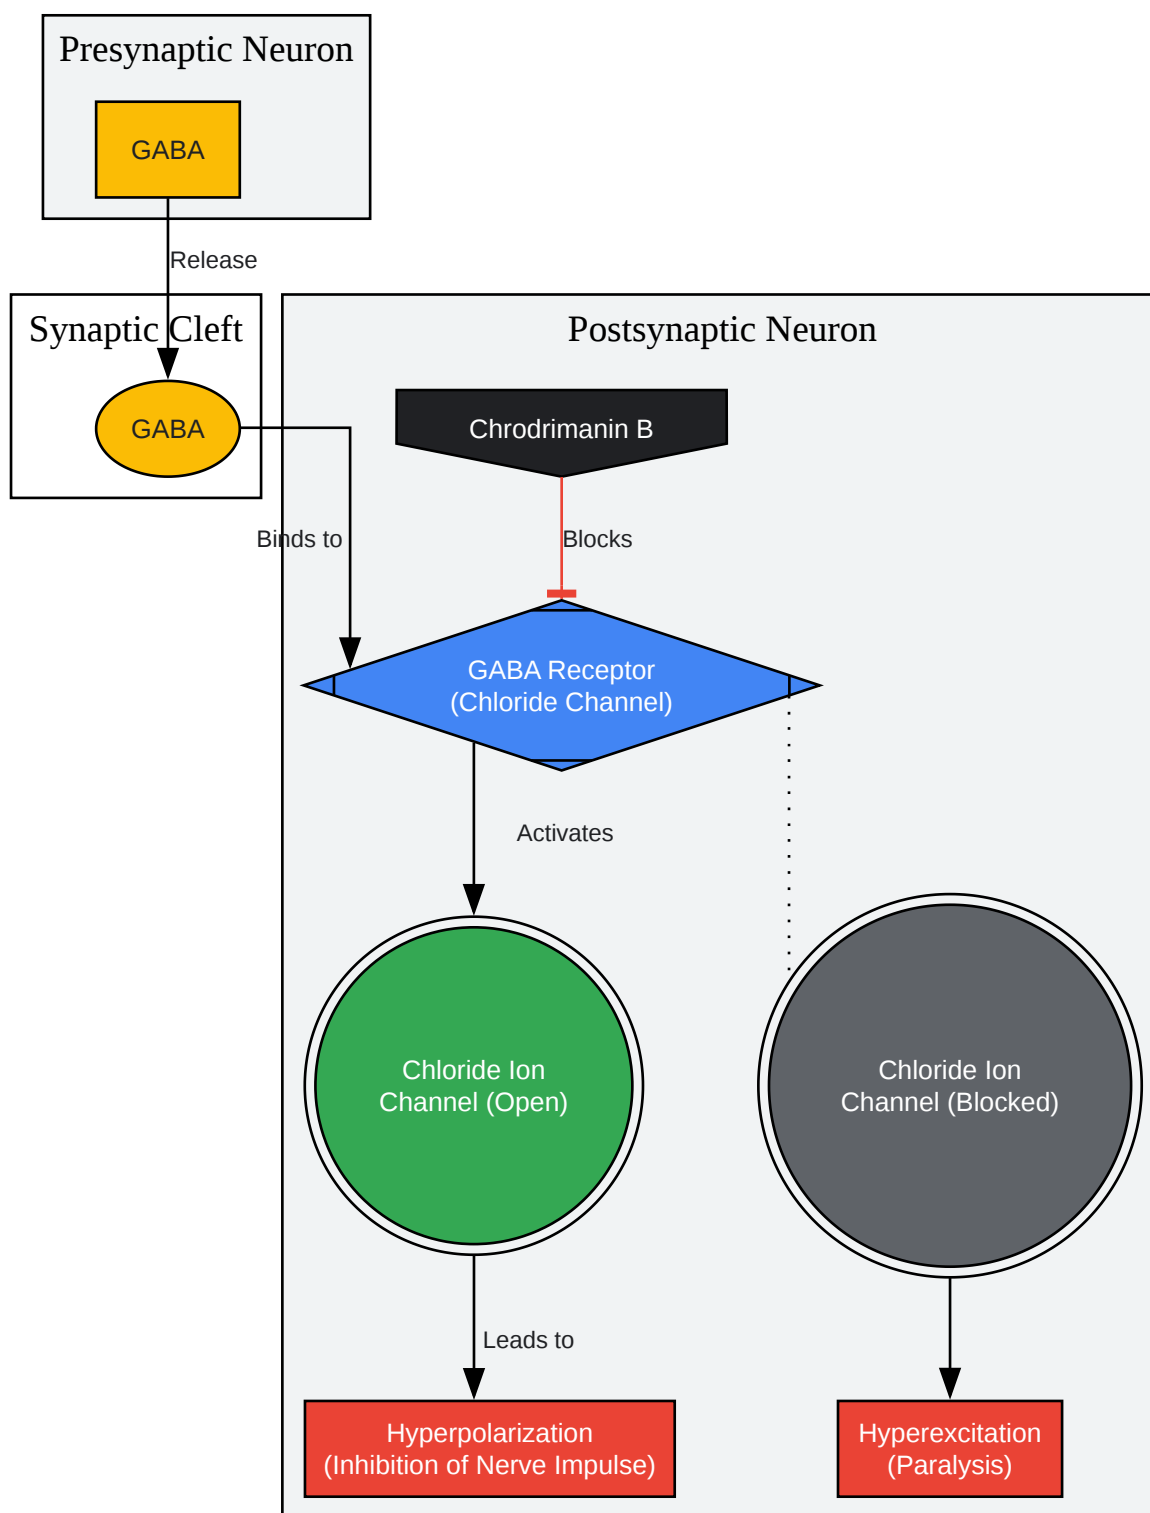 Presynaptic Neuron
GABA
Release
Synaptic Cleft
Postsynaptic Neuron
GABA
Chrodrimanin B
Binds to
Blocks
GABA Receptor
(Chloride Channel)
Activates
Chloride Ion
Channel (Open)
Chloride Ion
Channel (Blocked)
Leads to
Hyperpolarization
(Inhibition of Nerve Impulse)
Hyperexcitation
(Paralysis)